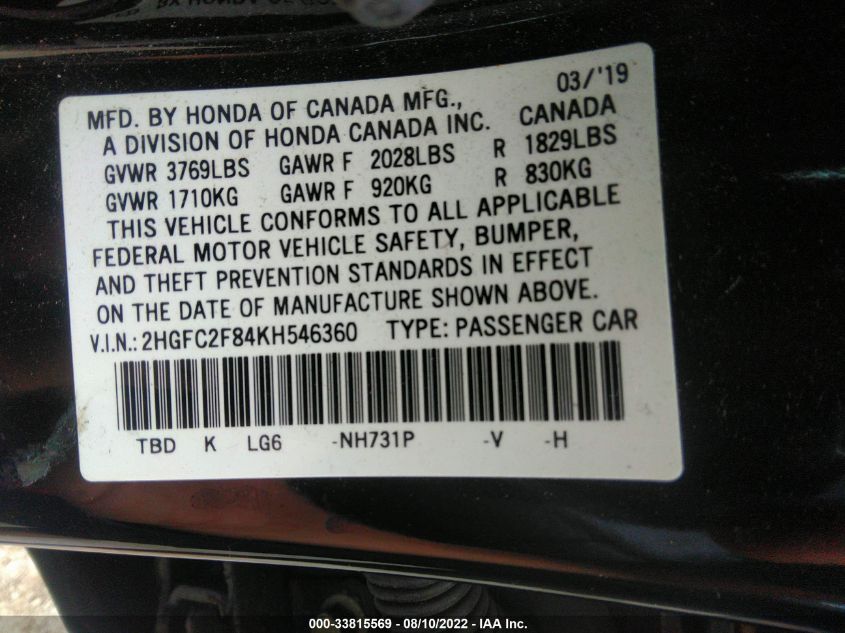 03/'19
MFD. BY HONDA OF CANADA MFG.,
A DIVISION OF HONDA CANADA INC. CANADA
GVWR 3769LBS GAWR F 2028LBS R 1829LBS
GVWR 1710KG GAWR F 920KG R 830KG
THIS VEHICLE CONFORMS TO ALL APPLICABLE
FEDERAL MOTOR VEHICLE SAFETY, BUMPER,
AND THEFT PREVENTION STANDARDS IN EFFECT
ON THE DATE OF MANUFACTURE SHOWN ABOVE.
V.I.N.: 2HGFC2F84KH546360 TYPE: PASSENGER CAR
TBD K LG6 -NH731P -V -H
000-33815569 - 08/10/2022 - IAA Inc.